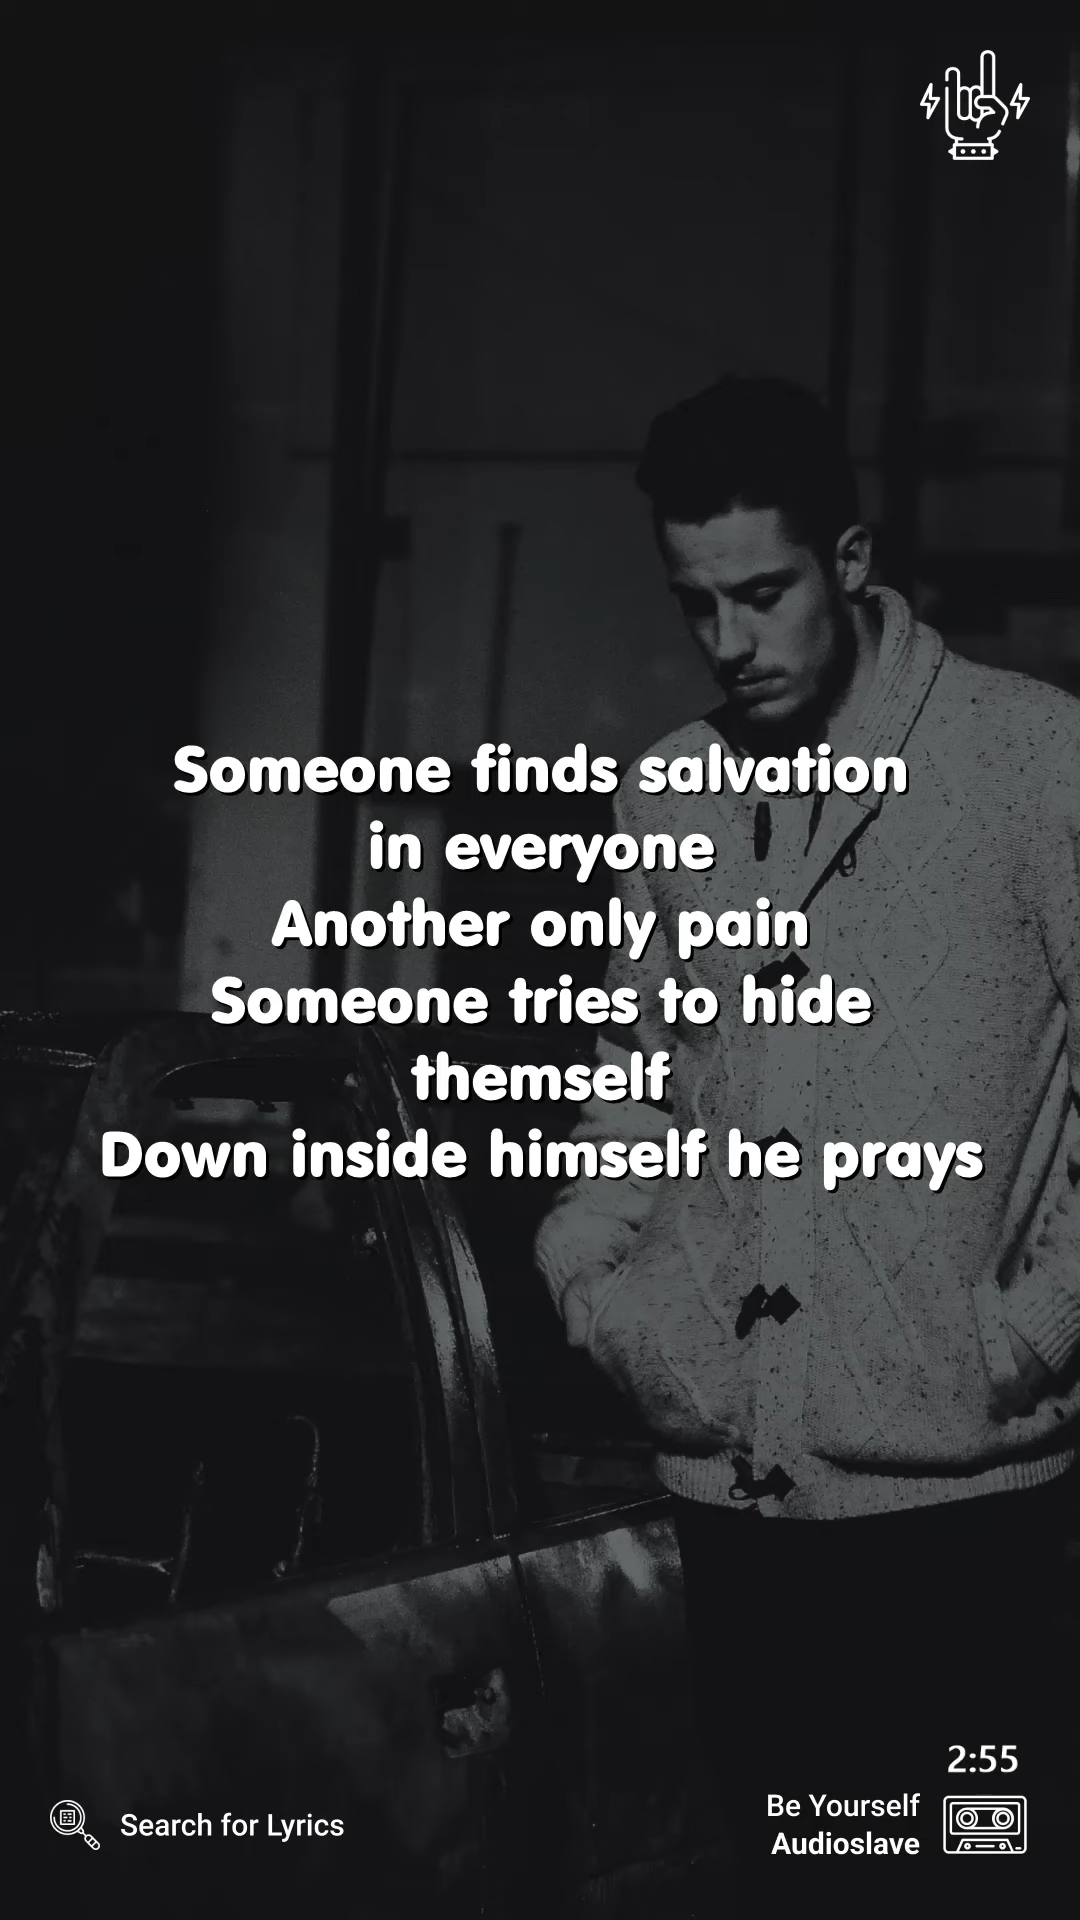 Someone finds salvation
in everyone
Another only pain
Someone tries to hide
themself
Down inside himself he prays
2:55
Be Yourself
Audioslave
Search for Lyrics